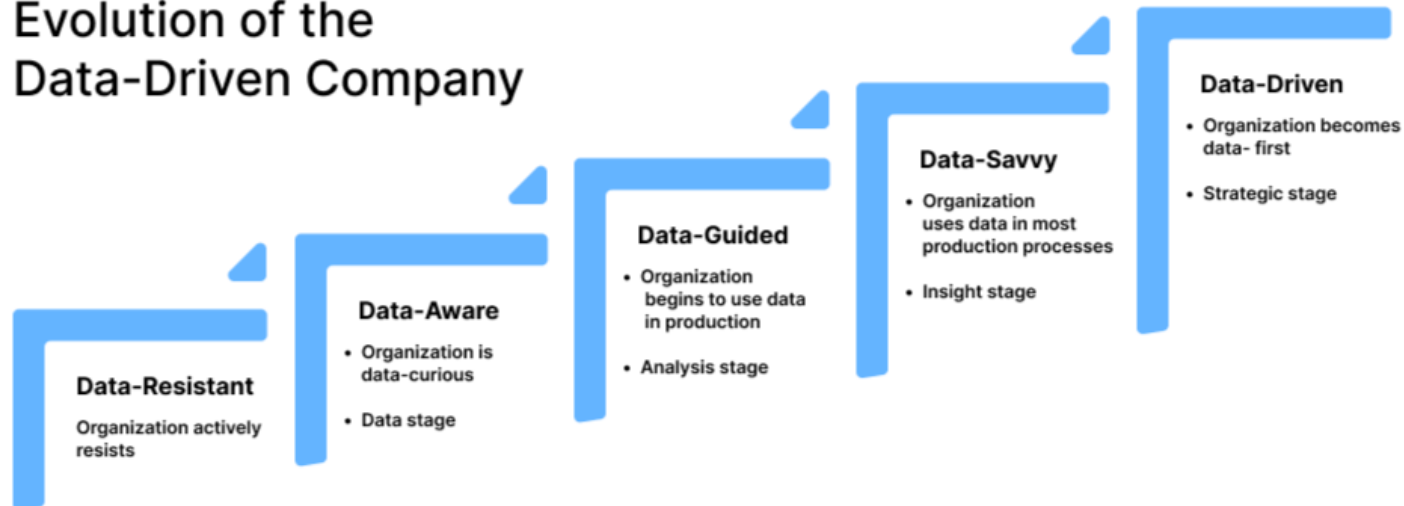 Evolution of the
Data-Driven Company
Data-Resistant
Organization actively
resists
Data-Aware
• Organization is
data-curious
• Data stage
Data-Guided
• Organization
begins to use data
in production
• Analysis stage
Data-Savvy
• Organization
uses data in most
production processes
• Insight stage
Data-Driven
• Organization becomes
data- first
• Strategic stage